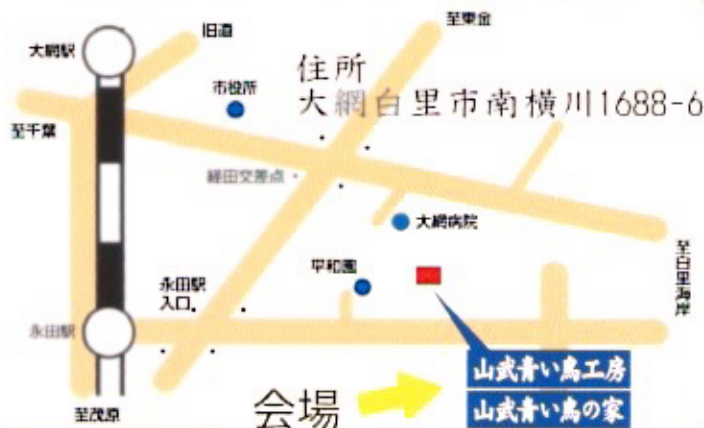 至東金
旧道
大網駅
住所
市役所
大網白里市南横川1688-6
至千葉
経田交差点
大網病院
平和園
至白里海岸
永田駅
入口
永田駅
山武青い鳥工房
会場
山武青い鳥の家
至茂原